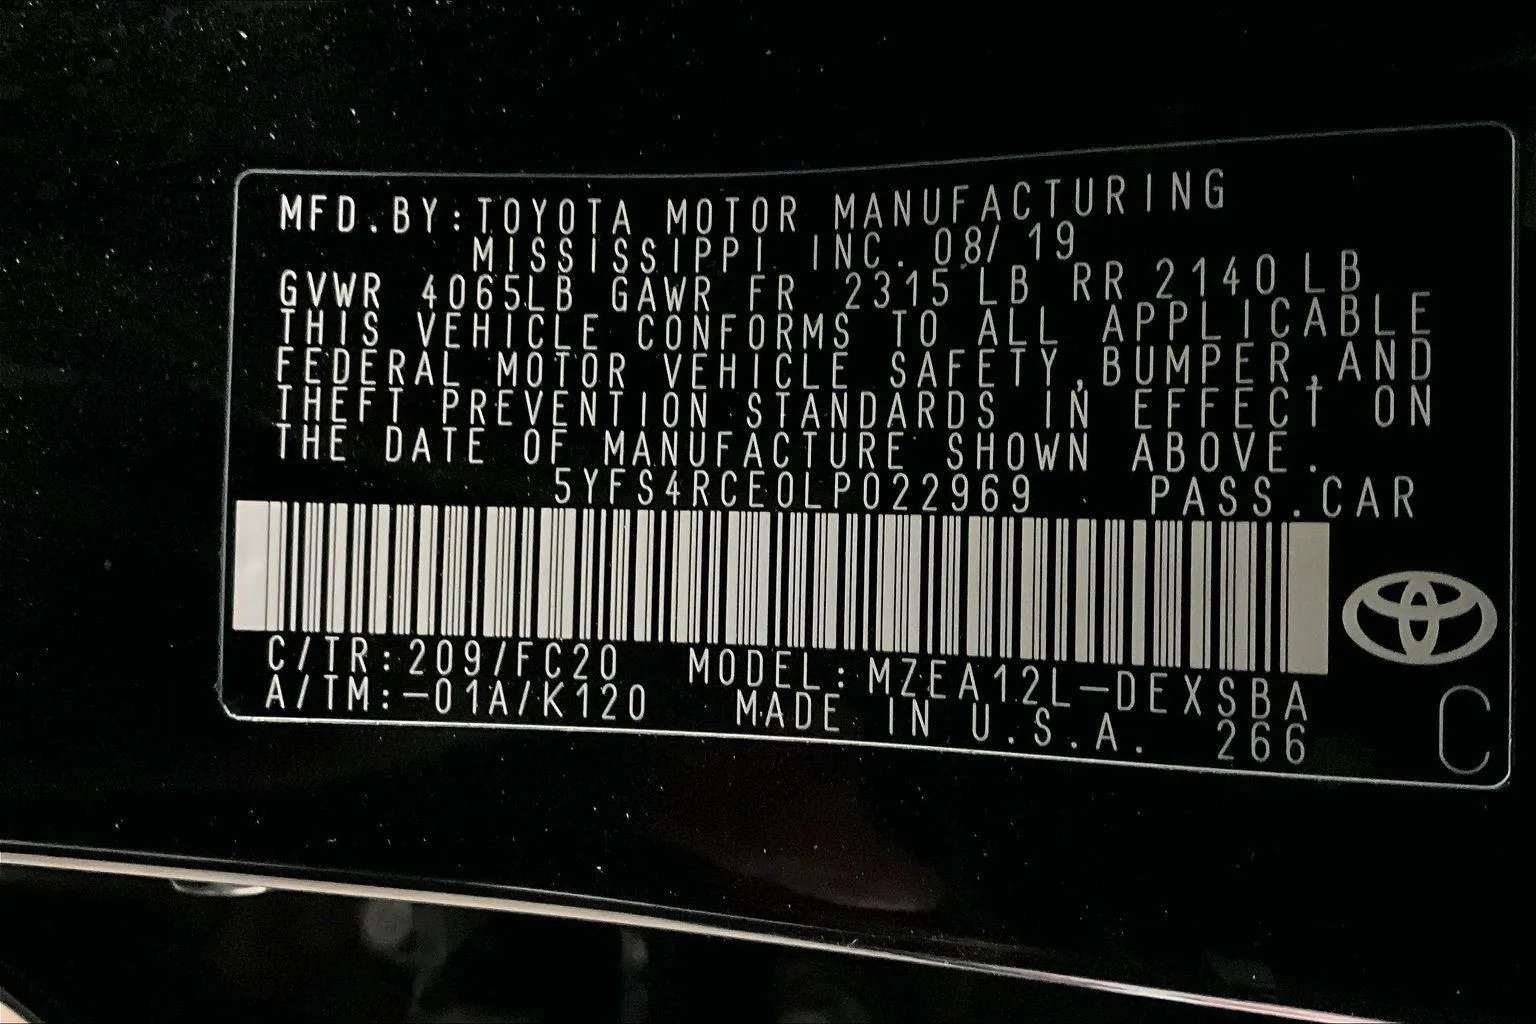 MFD.BY:TOYOTA MOTOR MANUFACTURING
MISSISSIPPI INC. 08/ 19
GVWR 4065LB GAWR FR 2315 LB RR 2140 LB
THIS VEHICLE CONFORMS TO ALL APPLICABLE
FEDERAL MOTOR VEHICLE SAFETY,BUMPER,AND
THEFT PREVENTION STANDARDS IN EFFECT ON
THE DATE OF MANUFACTURE SHOWN ABOVE.
5YFS4RCE0LP022969 PASS.CAR
C/TR:209/FC20 MODEL:MZEA12L-DEXSBA
A/TM:-01A/K120 MADE IN U.S.A. 266
C